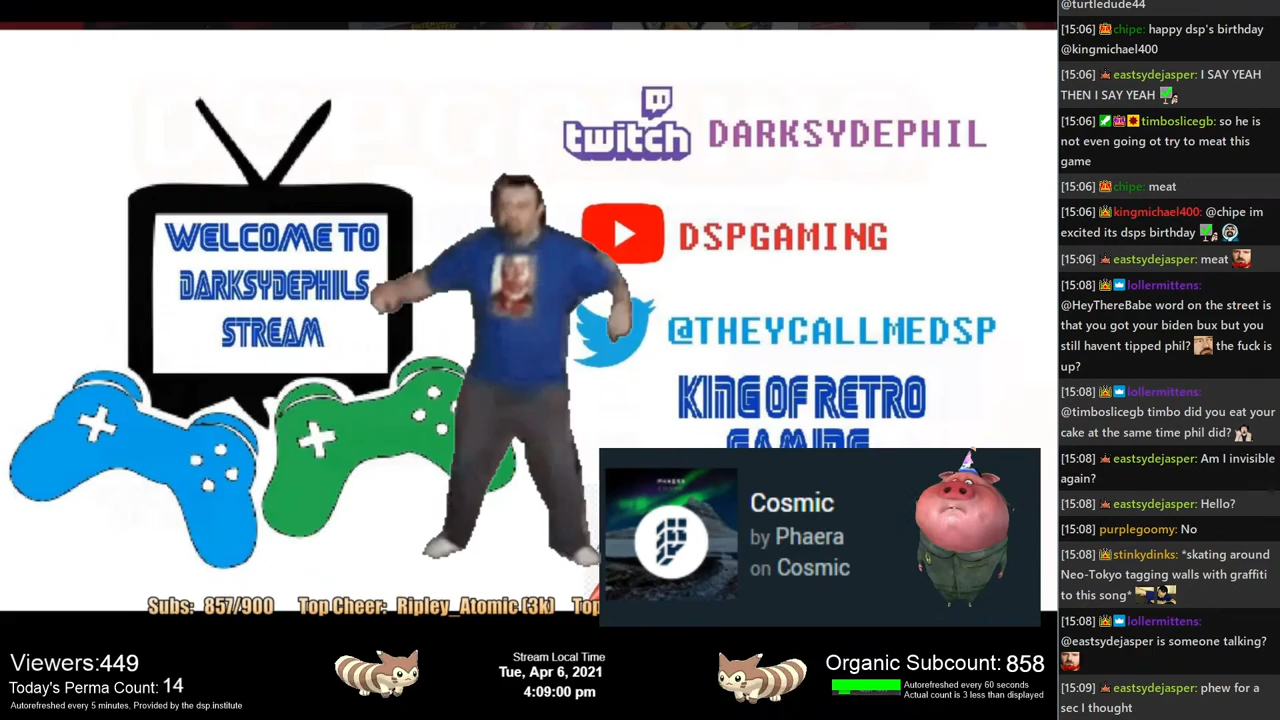 WELCOME TO
DARKSYDEPHILS
STREAM
twitch DARKSYDEPHIL
DSPGAMING
@THEYCALLMEDSP
KING OF RETRO
GAMING
PHAERA
COSMIC
Cosmic
by Phaera
on Cosmic
Subs: 857/900 Top Cheer: Ripley_Atomic (3k) Top
Viewers:449
Today's Perma Count: 14
Autorefreshed every 5 minutes, Provided by the dsp.institute
Stream Local Time
Tue, Apr 6, 2021
4:09:00 pm
Organic Subcount: 858
Autorefreshed every 60 seconds
Actual count is 3 less than displayed
@turtledude44
[15:06] chipe: happy dsp's birthday
@kingmichael400
[15:06] eastsydejasper: I SAY YEAH
THEN I SAY YEAH
[15:06] timboslicegb: so he is
not even going ot try to meat this
game
[15:06] chipe: meat
[15:06] kingmichael400: @chipe im
excited its dsps birthday
[15:06] eastsydejasper: meat
[15:08] lollermittens:
@HeyThereBabe word on the street is
that you got your biden bux but you
still havent tipped phil? the fuck is
up?
[15:08] lollermittens:
@timboslicegb timbo did you eat your
cake at the same time phil did?
[15:08] eastsydejasper: Am I invisible
again?
[15:08] eastsydejasper: Hello?
[15:08] purplegoomy: No
[15:08] stinkydinks: *skating around
Neo-Tokyo tagging walls with graffiti
to this song*
[15:08] lollermittens:
@eastsydejasper is someone talking?
[15:09] eastsydejasper: phew for a
sec I thought